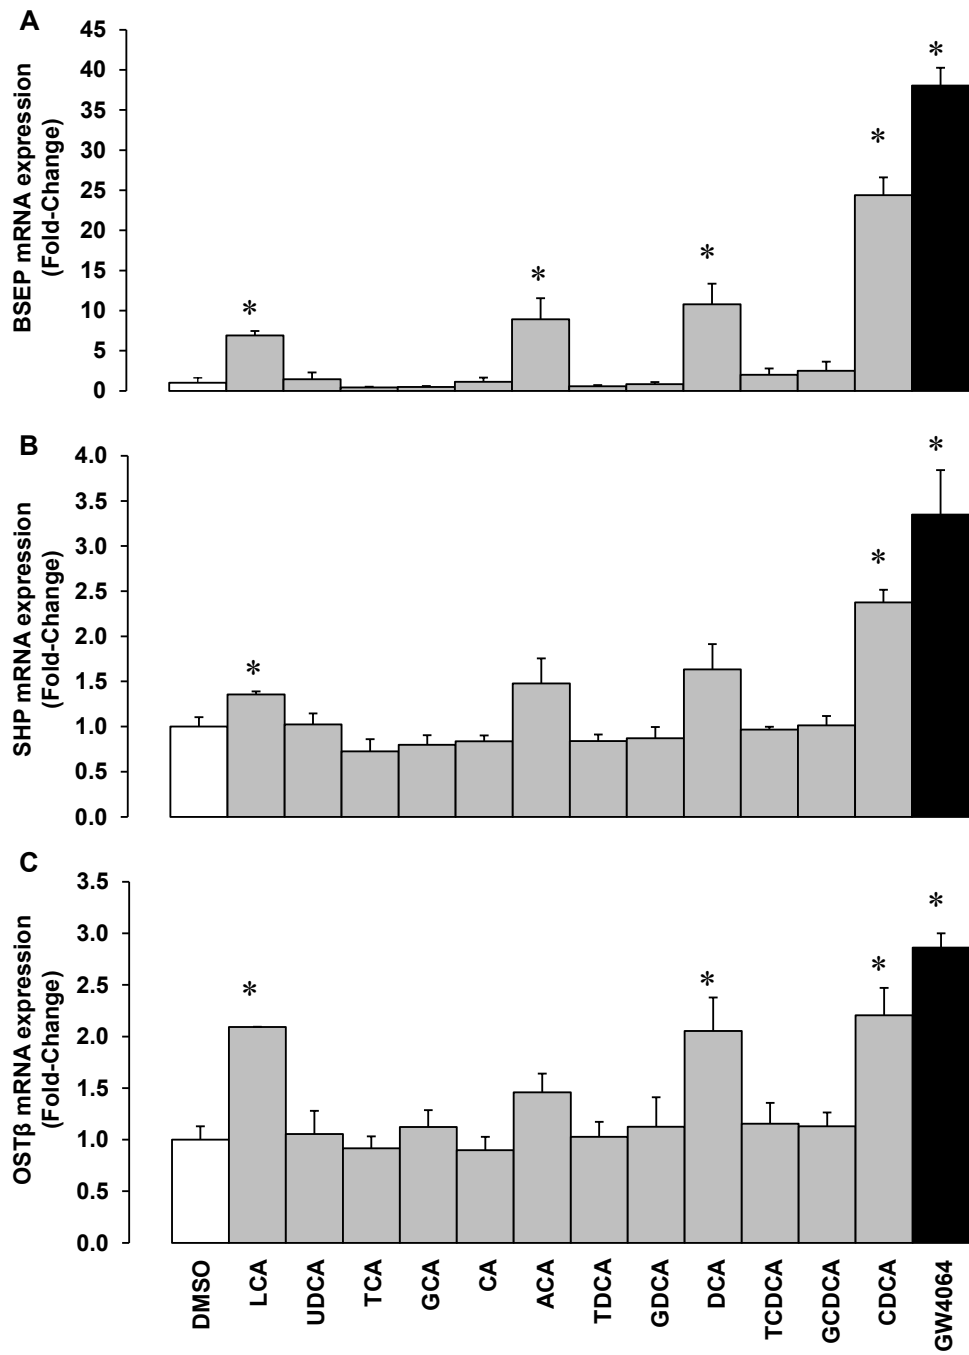 A
BSEP mRNA expression
(Fold-Change)
45
40
35
30
25
20
15
10
5
0
*
*
*
*
*
B
SHP mRNA expression
(Fold-Change)
4.0
3.5
3.0
2.5
2.0
1.5
1.0
0.5
0.0
*
*
*
C
OSTβ mRNA expression
(Fold-Change)
3.5
3.0
2.5
2.0
1.5
1.0
0.5
0.0
*
*
*
*
DMSO
LCA
UDCA
TCA
GCA
CA
ACA
TDCA
GDCA
DCA
TCDCA
GCDCA
CDCA
GW4064